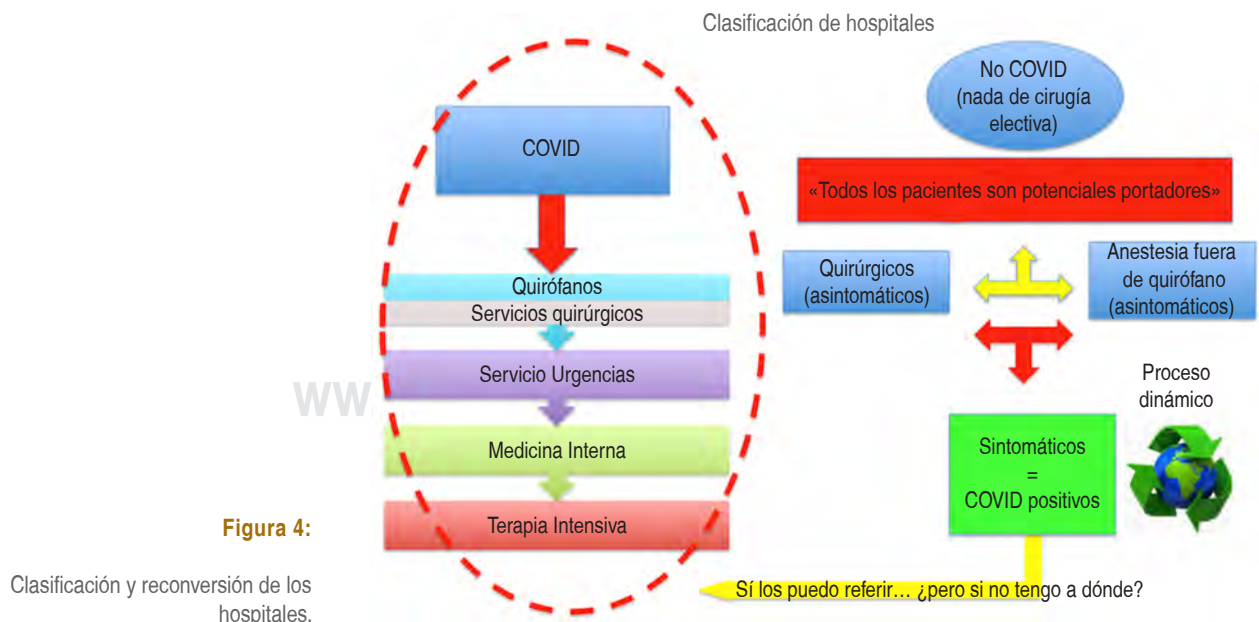 Clasificación de hospitales
COVID
Quirófanos
Servicios quirúrgicos
Servicio Urgencias
Medicina Interna
Terapia Intensiva
No COVID
(nada de cirugía
electiva)
«Todos los pacientes son potenciales portadores»
Quirúrgicos
(asintomáticos)
Anestesia fuera
de quirófano
(asintomáticos)
Proceso
dinámico
Sintomáticos
=
COVID positivos
Sí los puedo referir... ¿pero si no tengo a dónde?
WW
Figura 4:
Clasificación y reconversión de los
hospitales.